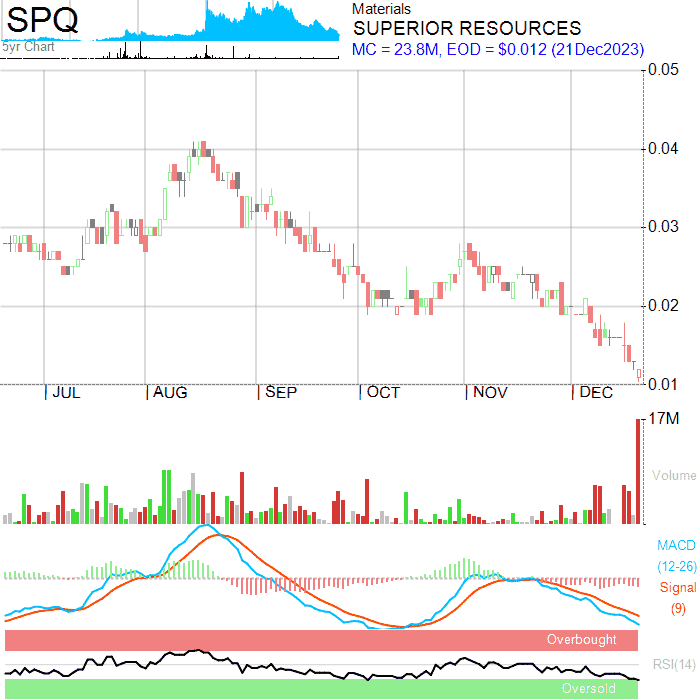 SPQ
5yr Chart
Materials
SUPERIOR RESOURCES
MC = 23.8M, EOD = $0.012 (21Dec2023)
0.05
0.04
0.03
0.02
0.01
JUL AUG SEP OCT NOV DEC
17M
Volume
MACD
(12-26)
Signal
(9)
Overbought
RSI(14)
Oversold